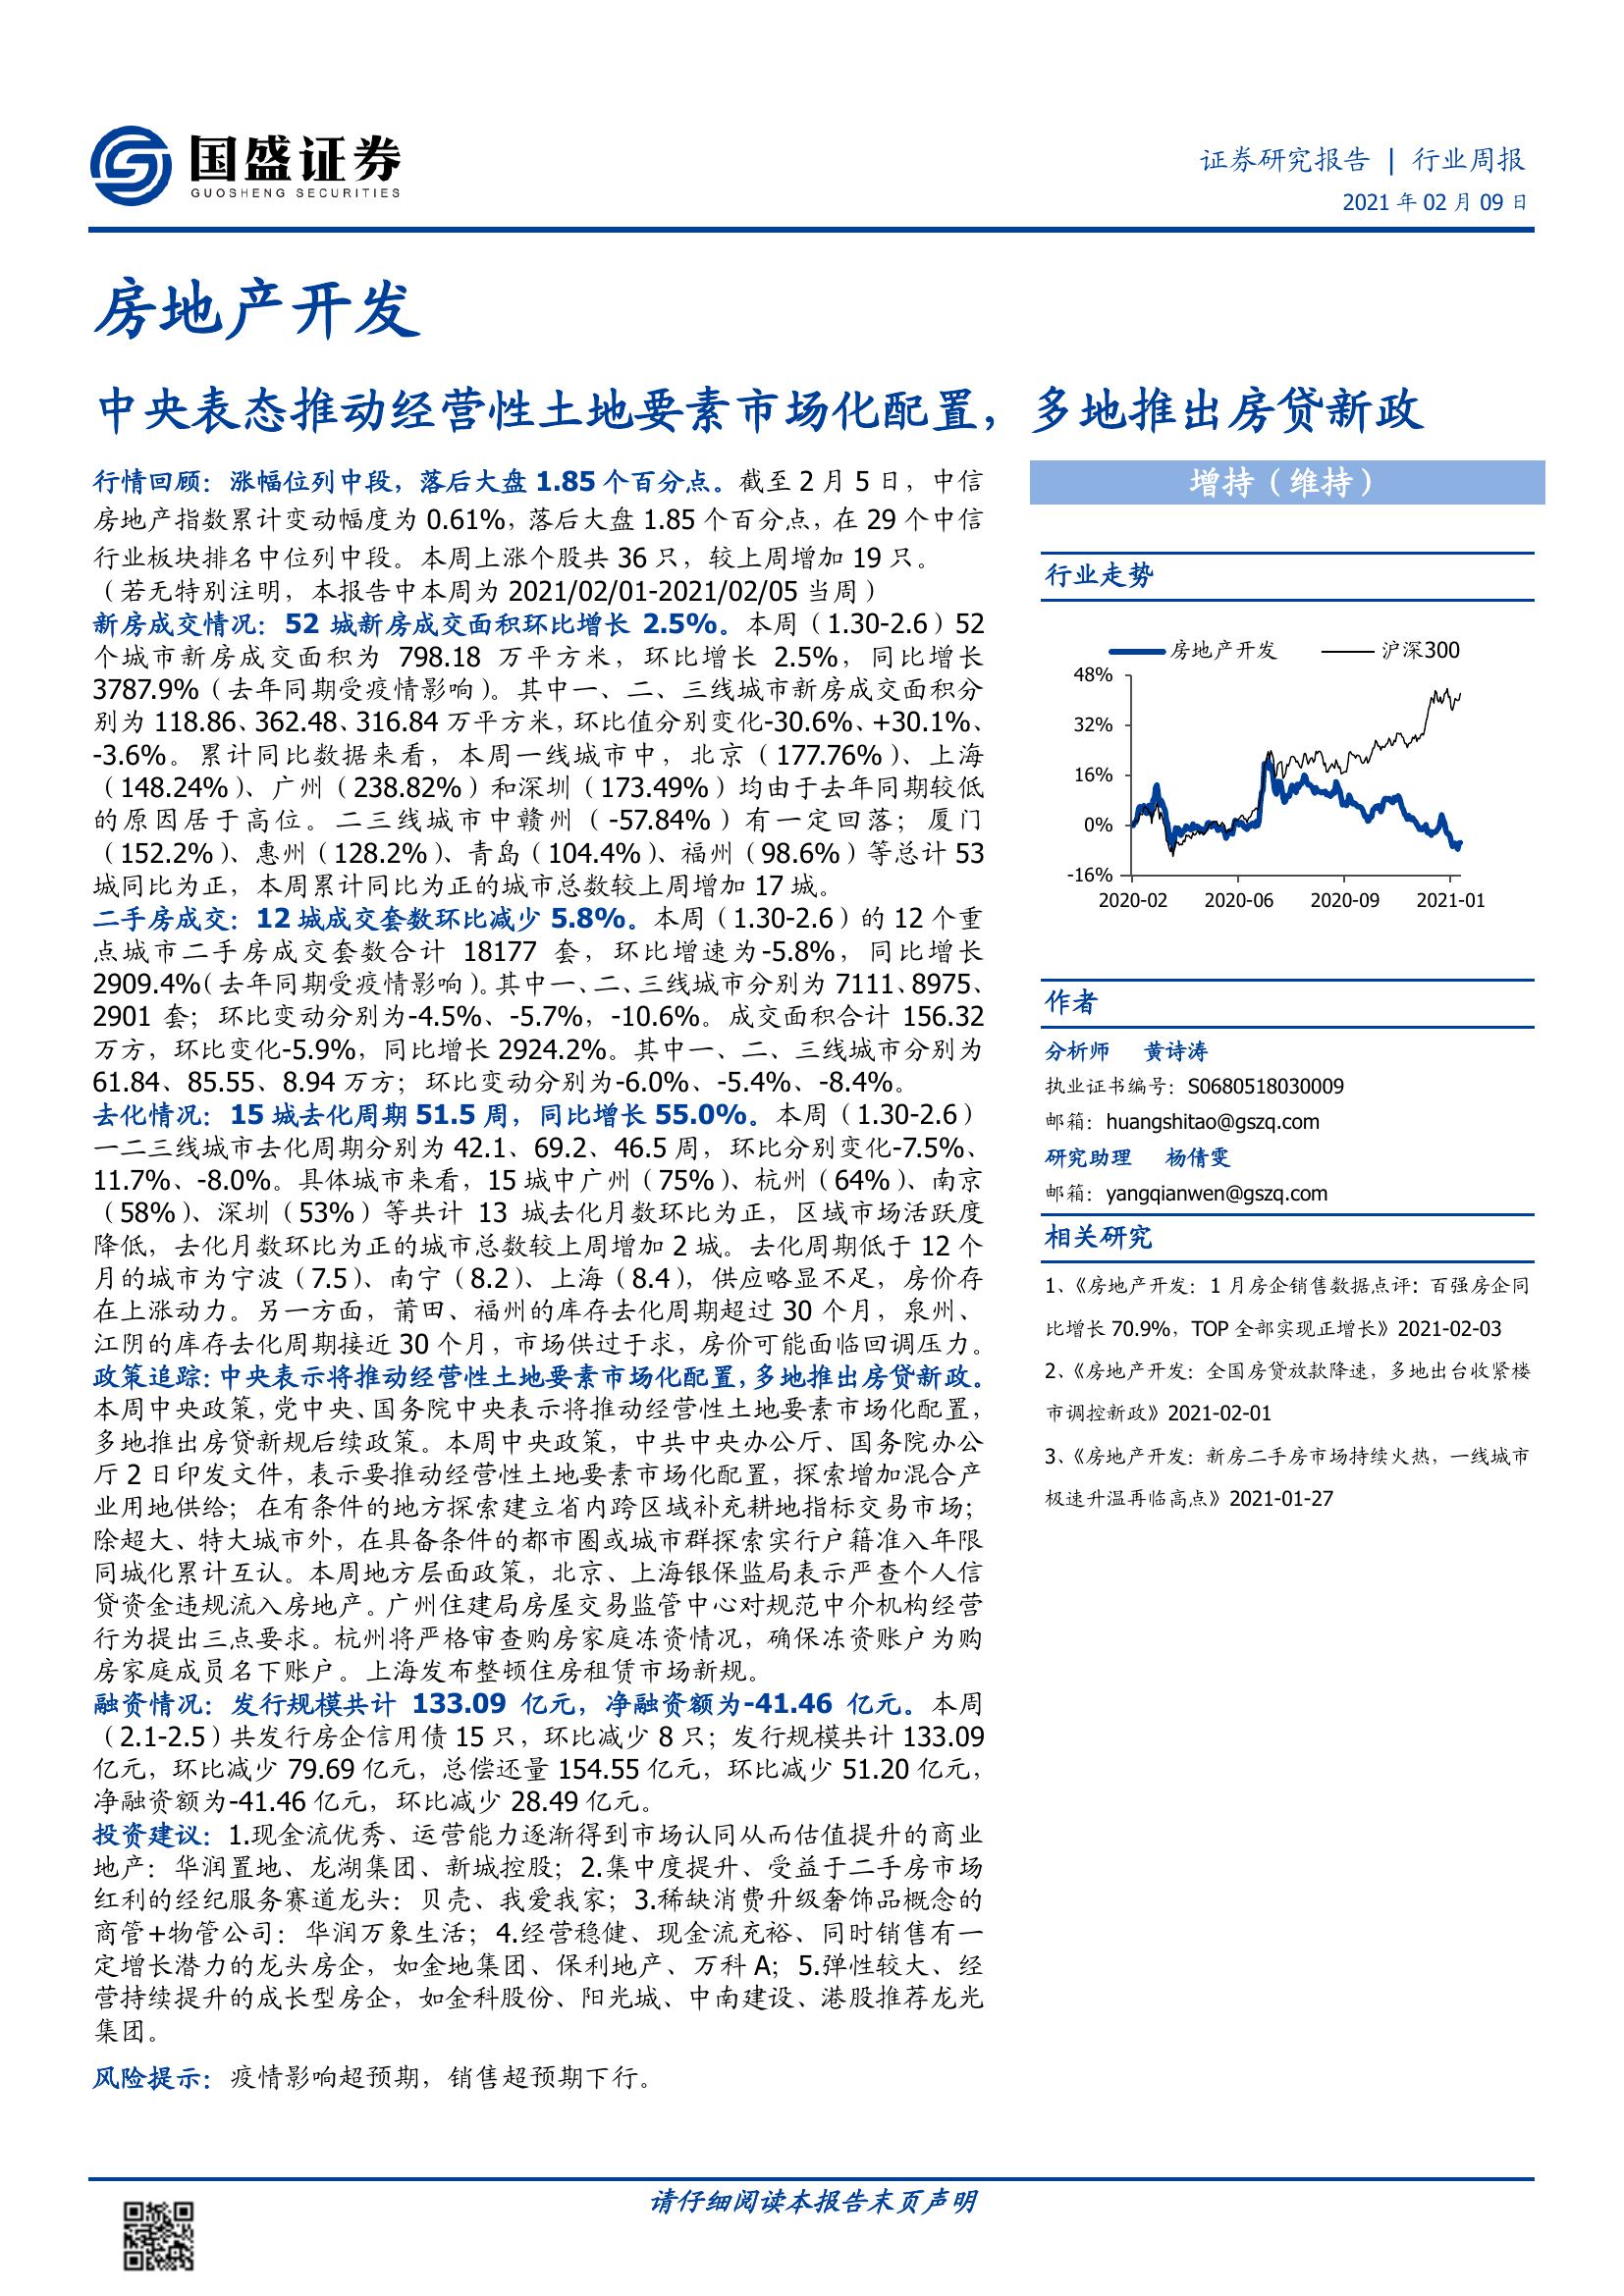 国盛证券
GUOSHENG SECURITIES
证券研究报告 | 行业周报
2021 年 02 月 09 日
房地产开发
中央表态推动经营性土地要素市场化配置，多地推出房贷新政
行情回顾：涨幅位列中段，落后大盘 1.85 个百分点。截至 2 月 5 日，中信
房地产指数累计变动幅度为 0.61%，落后大盘 1.85 个百分点，在 29 个中信
行业板块排名中位列中段。本周上涨个股共 36 只，较上周增加 19 只。
（若无特别注明，本报告中本周为 2021/02/01-2021/02/05 当周）
新房成交情况：52 城新房成交面积环比增长 2.5%。本周（1.30-2.6）52
个城市新房成交面积为 798.18 万平方米，环比增长 2.5%，同比增长
3787.9%（去年同期受疫情影响）。其中一、二、三线城市新房成交面积分
别为 118.86、362.48、316.84 万平方米，环比值分别变化-30.6%、+30.1%、
-3.6%。累计同比数据来看，本周一线城市中，北京（177.76%）、上海
（148.24%）、广州（238.82%）和深圳（173.49%）均由于去年同期较低
的原因居于高位。二三线城市中赣州（-57.84%）有一定回落；厦门
（152.2%）、惠州（128.2%）、青岛（104.4%）、福州（98.6%）等总计 53
城同比为正，本周累计同比为正的城市总数较上周增加 17 城。
二手房成交：12 城成交套数环比减少 5.8%。本周（1.30-2.6）的 12 个重
点城市二手房成交套数合计 18177 套，环比增速为-5.8%，同比增长
2909.4%（去年同期受疫情影响）。其中一、二、三线城市分别为 7111、8975、
2901 套；环比变动分别为-4.5%、-5.7%，-10.6%。成交面积合计 156.32
万方，环比变化-5.9%，同比增长 2924.2%。其中一、二、三线城市分别为
61.84、85.55、8.94 万方；环比变动分别为-6.0%、-5.4%、-8.4%。
去化情况：15 城去化周期 51.5 周，同比增长 55.0%。本周（1.30-2.6）
一二三线城市去化周期分别为 42.1、69.2、46.5 周，环比分别变化-7.5%、
11.7%、-8.0%。具体城市来看，15 城中广州（75%）、杭州（64%）、南京
（58%）、深圳（53%）等共计 13 城去化月数环比为正，区域市场活跃度
降低，去化月数环比为正的城市总数较上周增加 2 城。去化周期低于 12 个
月的城市为宁波（7.5）、南宁（8.2）、上海（8.4），供应略显不足，房价存
在上涨动力。另一方面，莆田、福州的库存去化周期超过 30 个月，泉州、
江阴的库存去化周期接近 30 个月，市场供过于求，房价可能面临回调压力。
政策追踪：中央表示将推动经营性土地要素市场化配置，多地推出房贷新政。
本周中央政策，党中央、国务院中央表示将推动经营性土地要素市场化配置，
多地推出房贷新规后续政策。本周中央政策，中共中央办公厅、国务院办公
厅 2 日印发文件，表示要推动经营性土地要素市场化配置，探索增加混合产
业用地供给；在有条件的地方探索建立省内跨区域补充耕地指标交易市场；
除超大、特大城市外，在具备条件的都市圈或城市群探索实行户籍准入年限
同城化累计互认。本周地方层面政策，北京、上海银保监局表示严查个人信
贷资金违规流入房地产。广州住建局房屋交易监管中心对规范中介机构经营
行为提出三点要求。杭州将严格审查购房家庭冻资情况，确保冻资账户为购
房家庭成员名下账户。上海发布整顿住房租赁市场新规。
融资情况：发行规模共计 133.09 亿元，净融资额为-41.46 亿元。本周
（2.1-2.5）共发行房企信用债 15 只，环比减少 8 只；发行规模共计 133.09
亿元，环比减少 79.69 亿元，总偿还量 154.55 亿元，环比减少 51.20 亿元，
净融资额为-41.46 亿元，环比减少 28.49 亿元。
投资建议：1.现金流优秀、运营能力逐渐得到市场认同从而估值提升的商业
地产：华润置地、龙湖集团、新城控股；2.集中度提升、受益于二手房市场
红利的经纪服务赛道龙头：贝壳、我爱我家；3.稀缺消费升级奢饰品概念的
商管+物管公司：华润万象生活；4.经营稳健、现金流充裕、同时销售有一
定增长潜力的龙头房企，如金地集团、保利地产、万科 A；5.弹性较大、经
营持续提升的成长型房企，如金科股份、阳光城、中南建设、港股推荐龙光
集团。
风险提示：疫情影响超预期，销售超预期下行。
增持（维持）
行业走势
房地产开发 沪深300
48%
32%
16%
0%
-16%
2020-02 2020-06 2020-09 2021-01
作者
分析师 黄诗涛
执业证书编号：S0680518030009
邮箱：huangshitao@gszq.com
研究助理 杨倩雯
邮箱：yangqianwen@gszq.com
相关研究
1、《房地产开发：1 月房企销售数据点评：百强房企同
比增长 70.9%，TOP 全部实现正增长》2021-02-03
2、《房地产开发：全国房贷放款降速，多地出台收紧楼
市调控新政》2021-02-01
3、《房地产开发：新房二手房市场持续火热，一线城市
极速升温再临高点》2021-01-27
请仔细阅读本报告末页声明